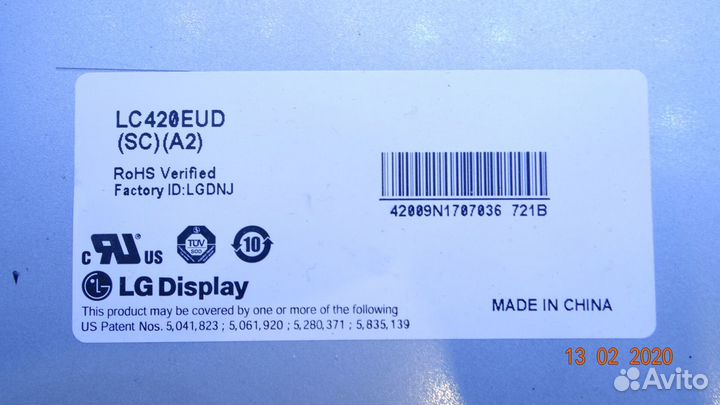 LC420EUD
(SC)(A2)
RoHS Verified
Factory ID:LGDNJ
42009N1707036 721B
c RU US
TÜV
SÜD
10
LG Display
This product may be covered by one or more of the following
US Patent Nos. 5,041,823 ; 5,061,920 ; 5,280,371 ; 5,835,139
MADE IN CHINA
13 02 2020
Avito